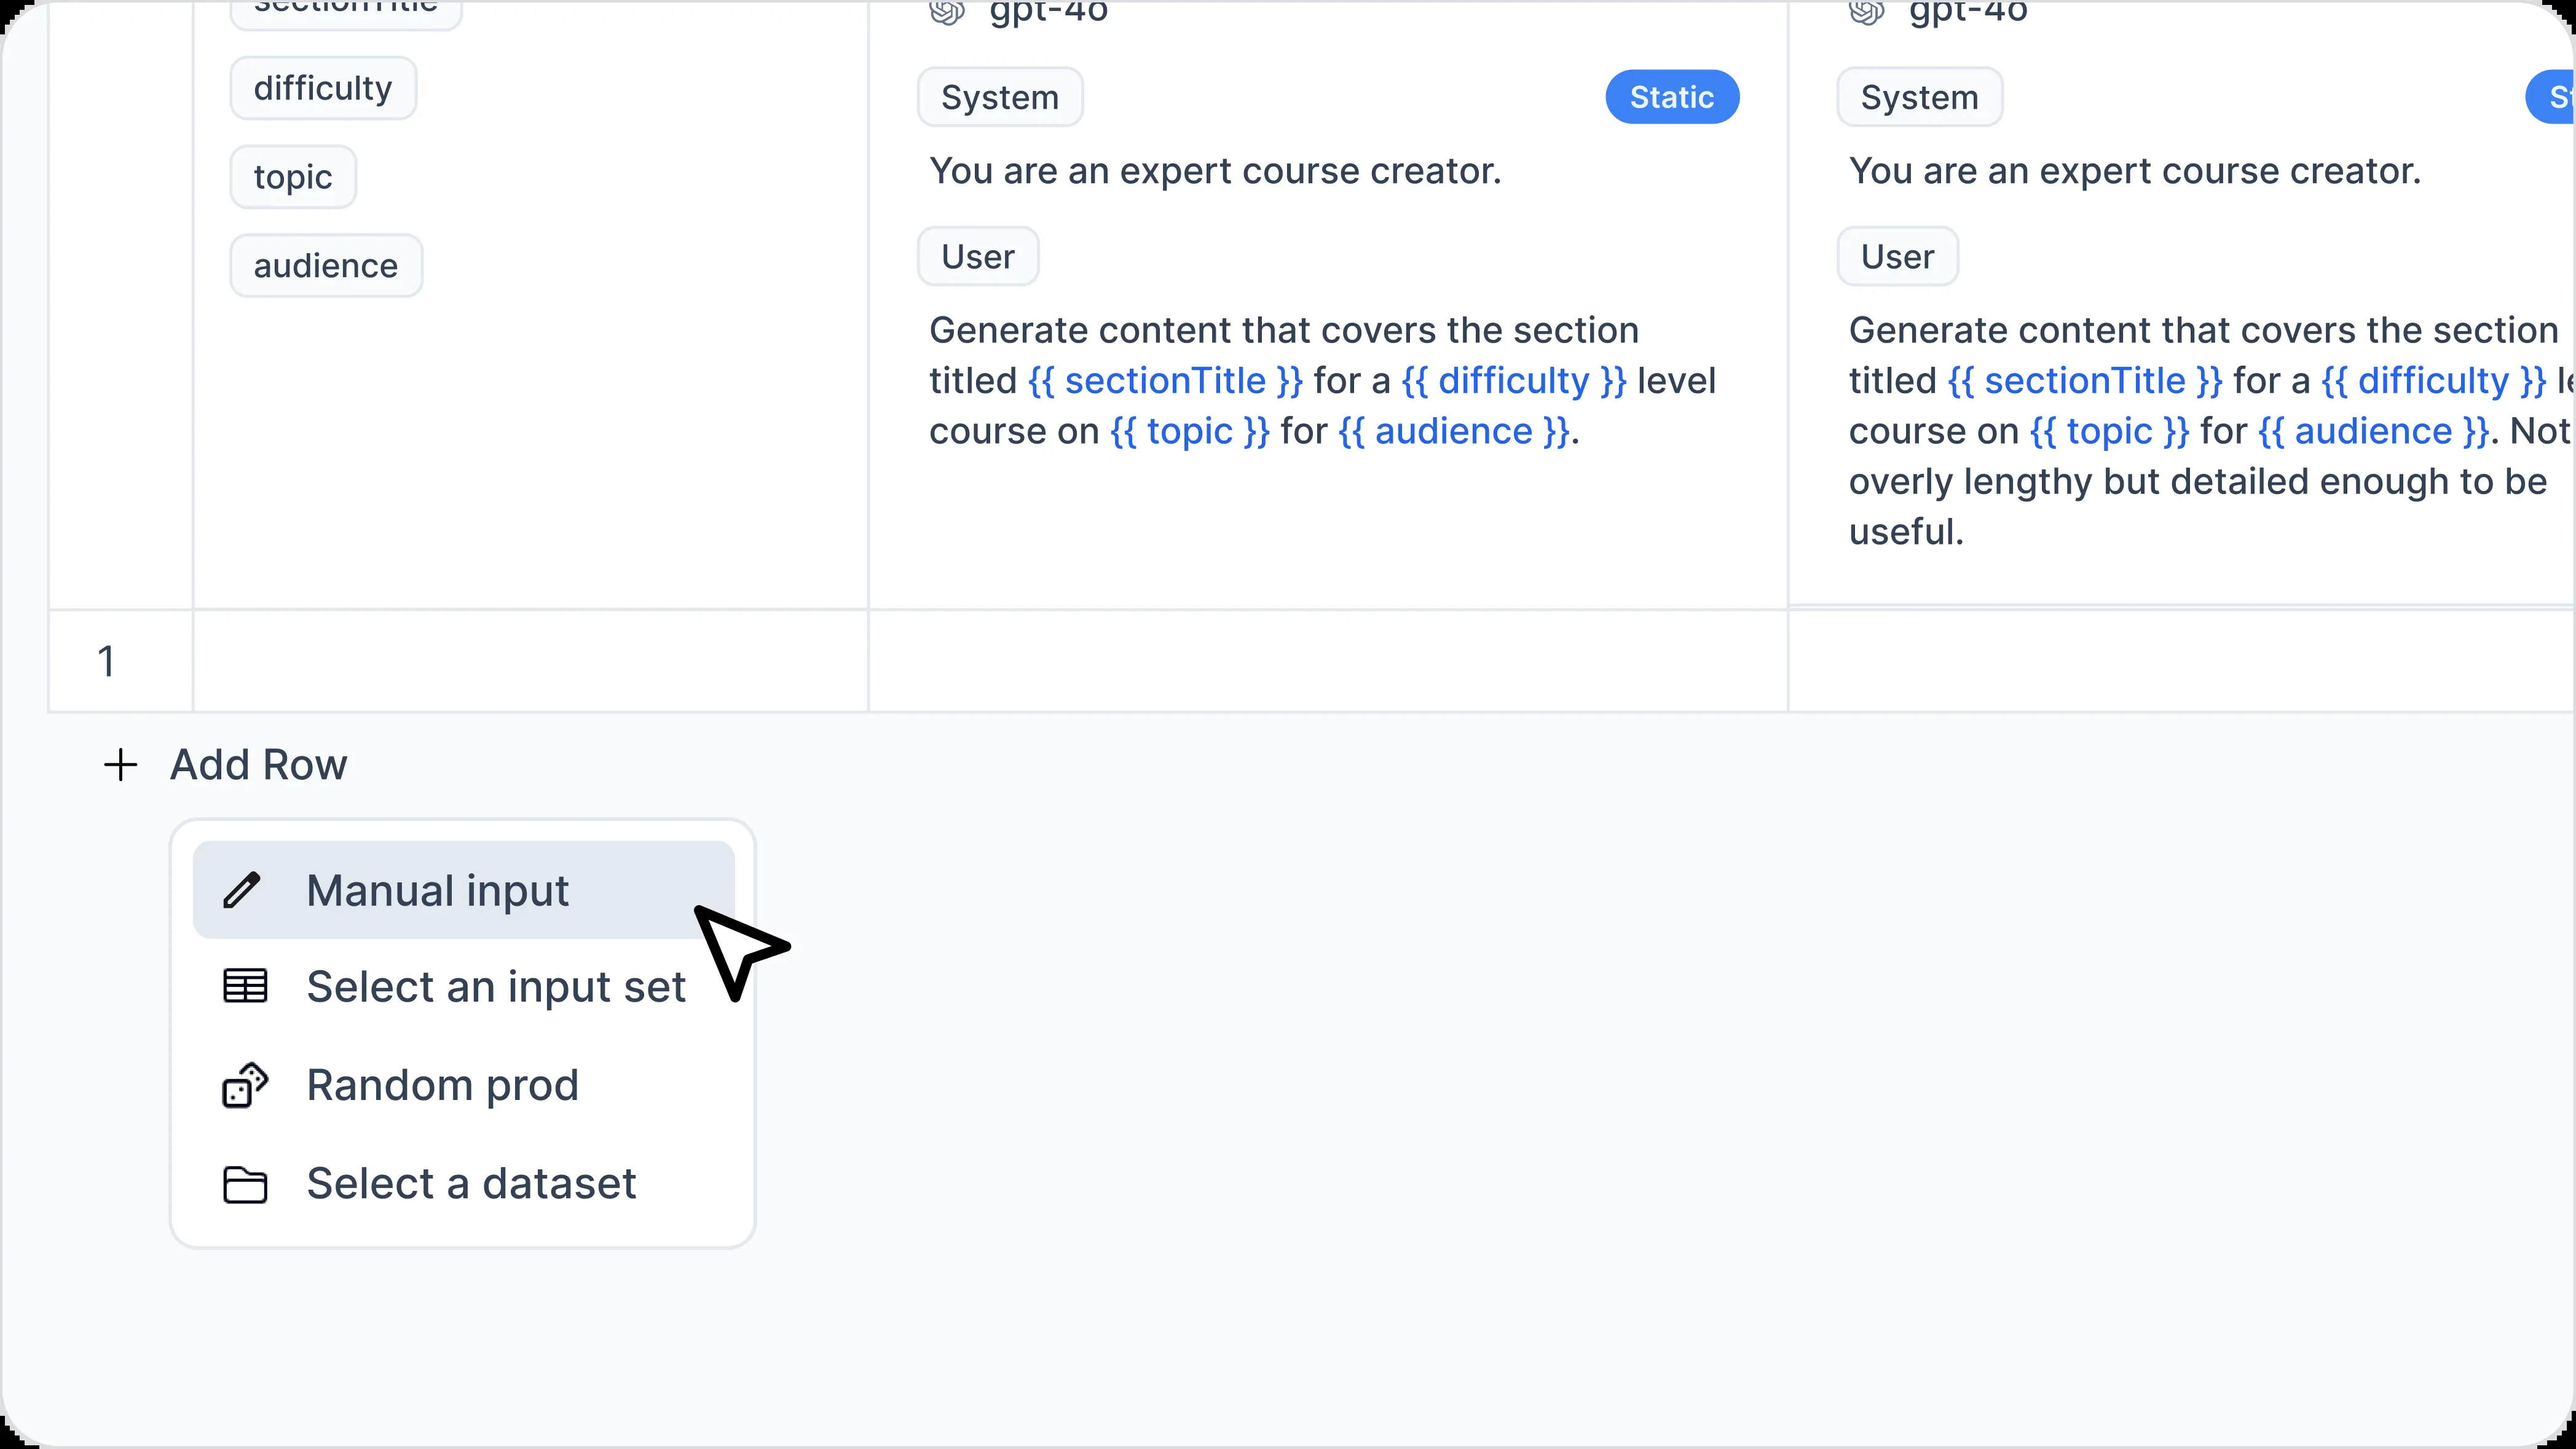 sectionTitle
difficulty
topic
audience
gpt-4o
System
Static
You are an expert course creator.
User
Generate content that covers the section
titled {{ sectionTitle }} for a {{ difficulty }} level
course on {{ topic }} for {{ audience }}.
gpt-4o
System
St
You are an expert course creator.
User
Generate content that covers the section
titled {{ sectionTitle }} for a {{ difficulty }} le
course on {{ topic }} for {{ audience }}. Not
overly lengthy but detailed enough to be
useful.
1
Add Row
Manual input
Select an input set
Random prod
Select a dataset